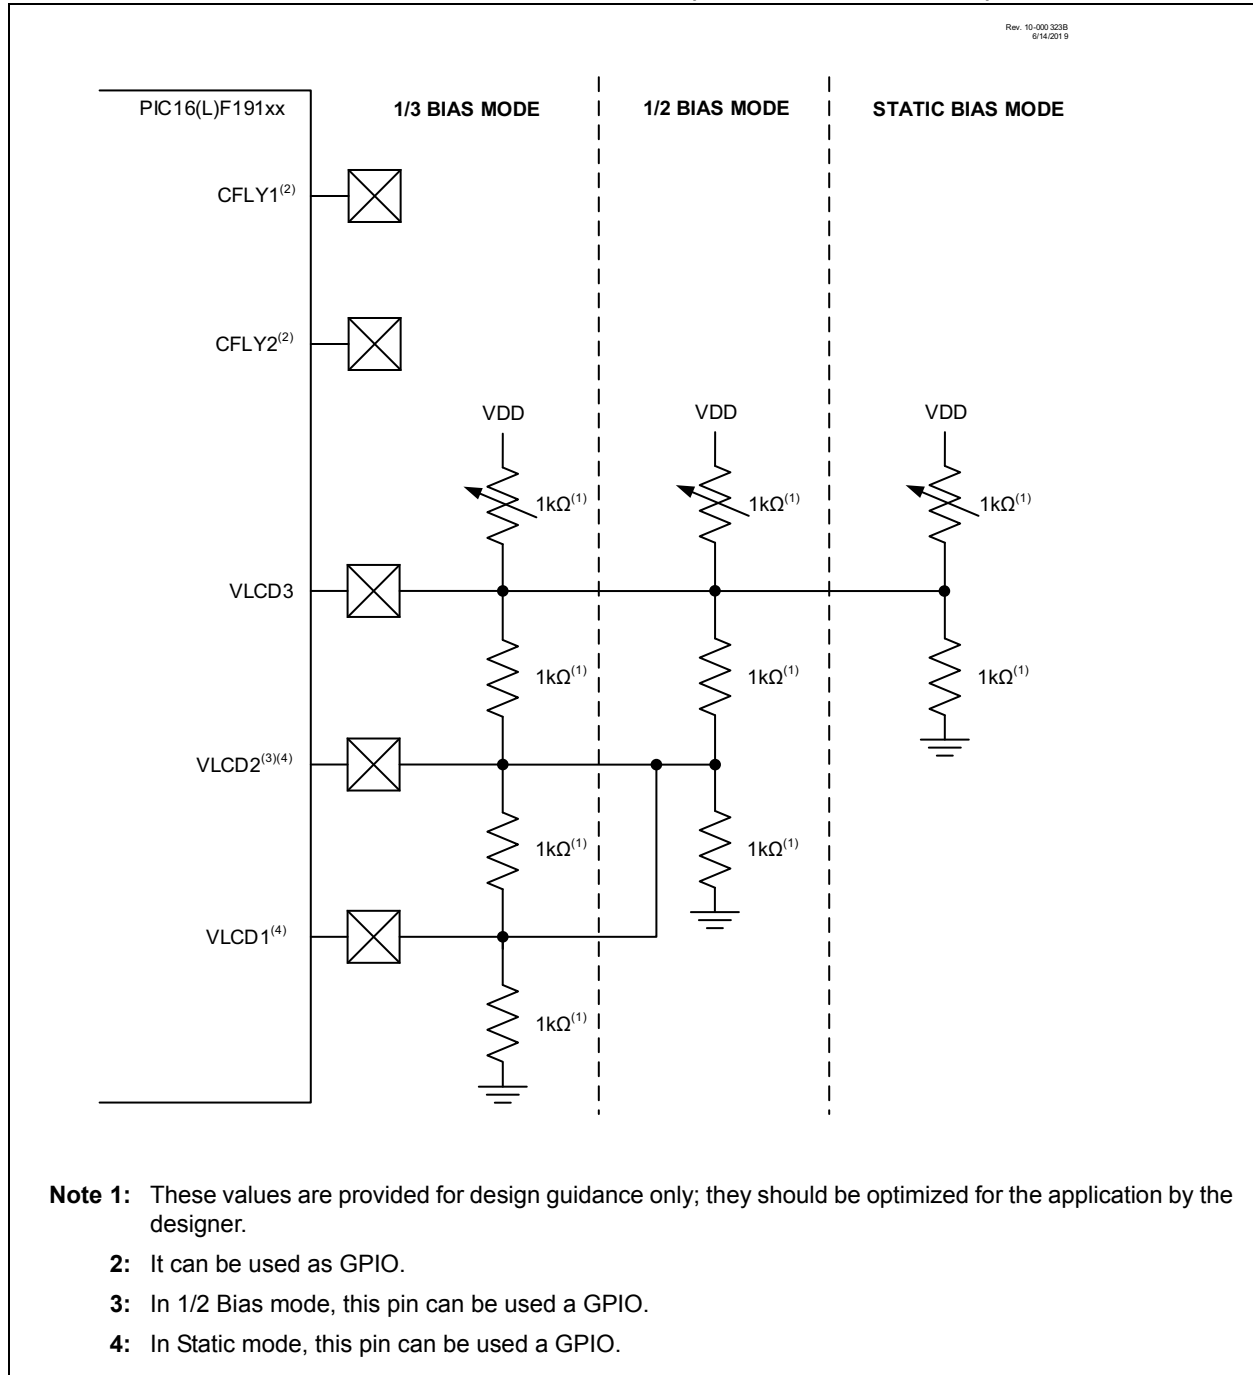 Rev. 10-000 323B
6/14/201 9
PIC16(L)F191xx
1/3 BIAS MODE
1/2 BIAS MODE
STATIC BIAS MODE
CFLY1(2)
CFLY2(2)
VDD
VDD
VDD
1kΩ(1)
1kΩ(1)
1kΩ(1)
VLCD3
1kΩ(1)
1kΩ(1)
1kΩ(1)
VLCD2(3)(4)
1kΩ(1)
1kΩ(1)
VLCD1(4)
1kΩ(1)
Note 1: These values are provided for design guidance only; they should be optimized for the application by the
designer.
2: It can be used as GPIO.
3: In 1/2 Bias mode, this pin can be used a GPIO.
4: In Static mode, this pin can be used a GPIO.